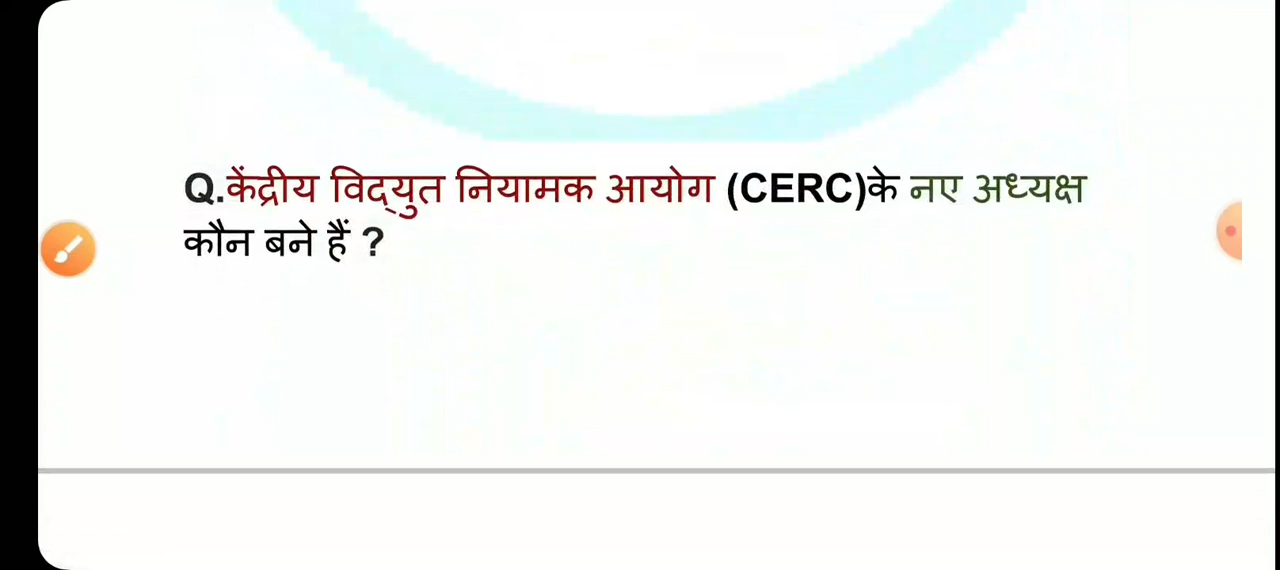 Q.केंद्रीय विद्युत नियामक आयोग (CERC)के नए अध्यक्ष
कौन बने हैं ?